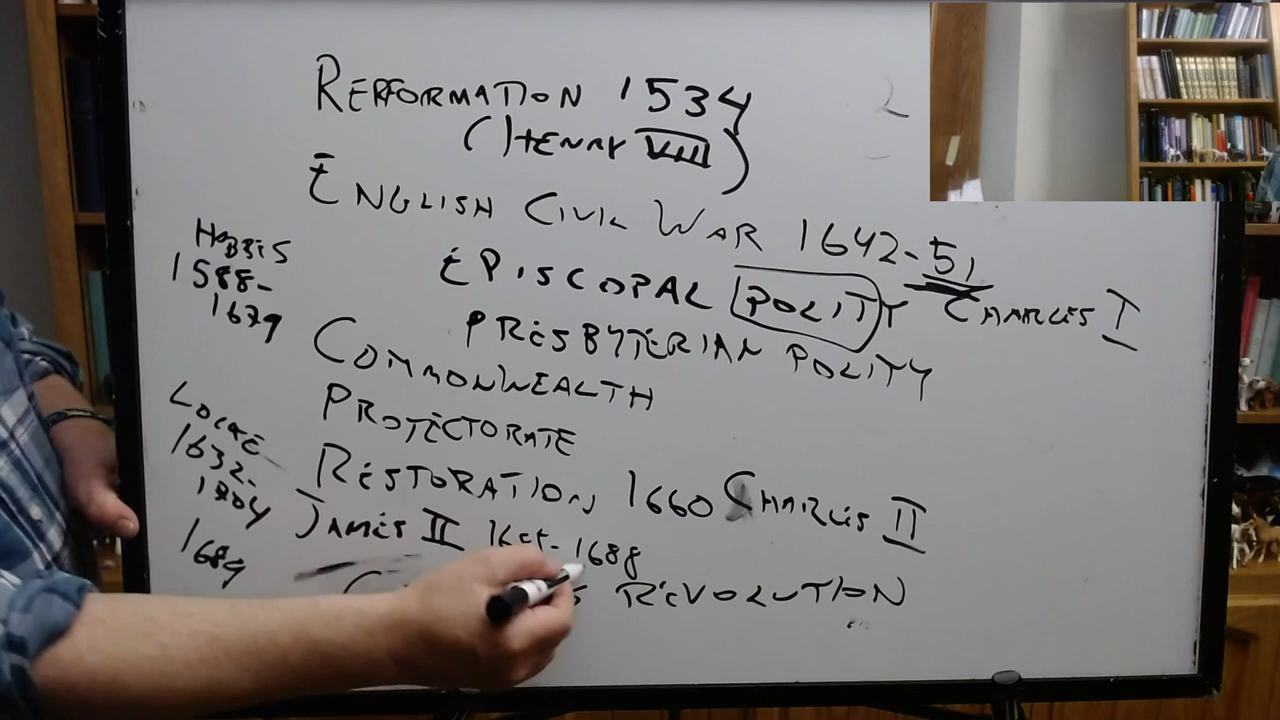 REFORMATION 1534
(HENRY VIII)
ENGLISH CIVIL WAR 1642-51
EPISCOPAL POLITY CHARLES I
PRESBYTERIAN POLITY
COMMONWEALTH
PROTECTORATE
RESTORATION 1660 CHARLES II
JAMES II 1685-1688
REVOLUTION
HOBBES
1588-
1679
LOCKE
1632-
1689